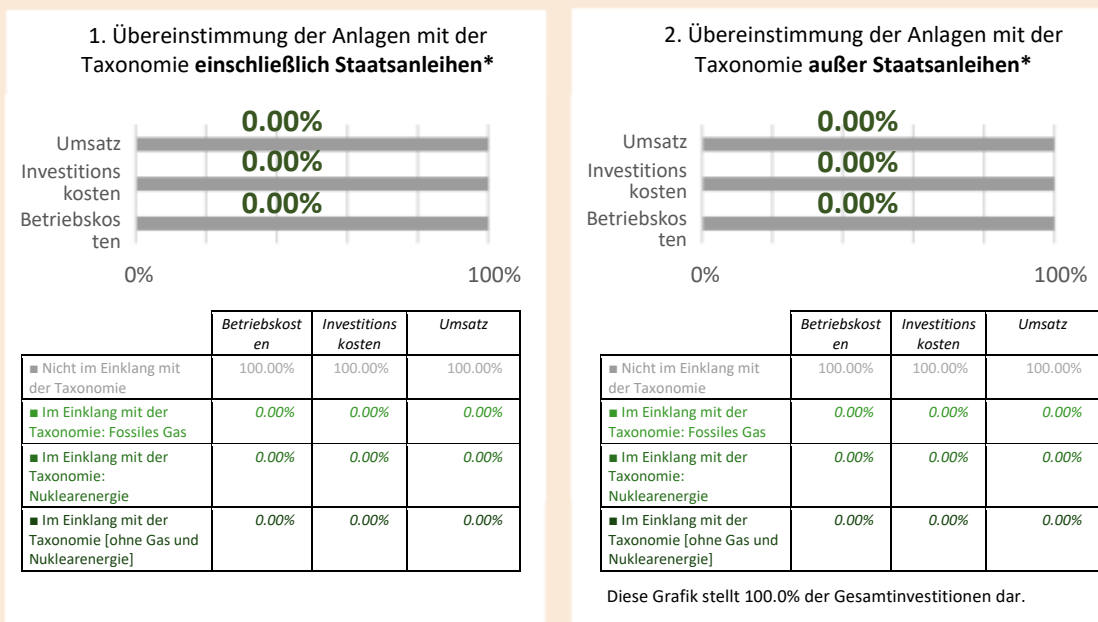 1. Übereinstimmung der Anlagen mit der
Taxonomie einschließlich Staatsanleihen*
0.00%
Umsatz
0.00%
Investitions
kosten
0.00%
Betriebskos
ten
0%
100%
Betriebskost
en
Investitions
kosten
Umsatz
■ Nicht im Einklang mit
der Taxonomie
100.00%
100.00%
100.00%
■ Im Einklang mit der
Taxonomie: Fossiles Gas
0.00%
0.00%
0.00%
■ Im Einklang mit der
Taxonomie:
Nuklearenergie
0.00%
0.00%
0.00%
■ Im Einklang mit der
Taxonomie [ohne Gas und
Nuklearenergie]
0.00%
0.00%
0.00%
2. Übereinstimmung der Anlagen mit der
Taxonomie außer Staatsanleihen*
0.00%
Umsatz
0.00%
Investitions
kosten
0.00%
Betriebskos
ten
0%
100%
Betriebskost
en
Investitions
kosten
Umsatz
■ Nicht im Einklang mit
der Taxonomie
100.00%
100.00%
100.00%
■ Im Einklang mit der
Taxonomie: Fossiles Gas
0.00%
0.00%
0.00%
■ Im Einklang mit der
Taxonomie:
Nuklearenergie
0.00%
0.00%
0.00%
■ Im Einklang mit der
Taxonomie [ohne Gas und
Nuklearenergie]
0.00%
0.00%
0.00%
Diese Grafik stellt 100.0% der Gesamtinvestitionen dar.